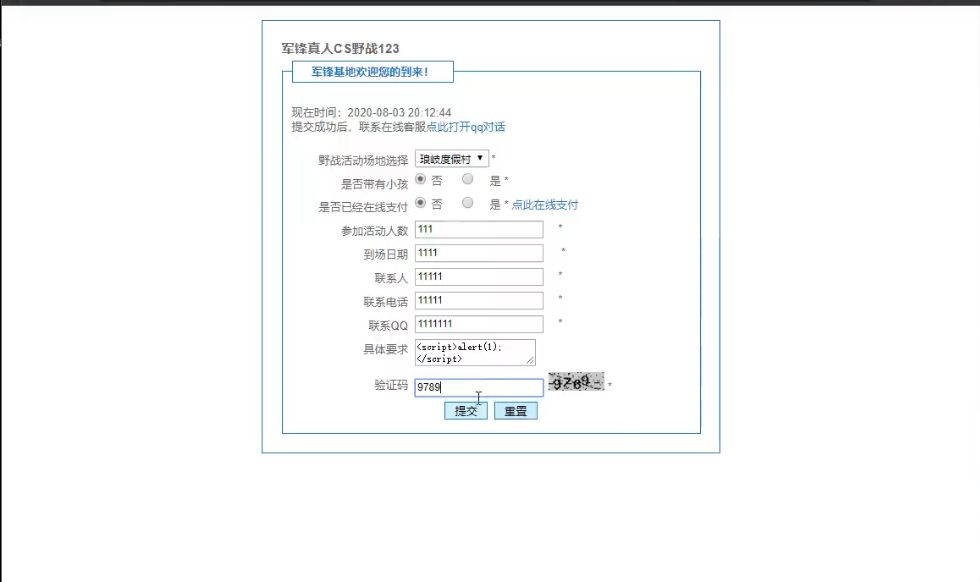 军锋真人CS野战123
军锋基地欢迎您的到来！
现在时间：2020-08-03 20:12:44
提交成功后，联系在线客服点此打开qq对话
野战活动场地选择 琅岐度假村 ▼ *
是否带有小孩 否 是 *
是否已经在线支付 否 是 * 点此在线支付
参加活动人数 111 *
到场日期 1111 *
联系人 11111 *
联系电话 11111 *
联系QQ 1111111 *
具体要求 <script>alert(1);
</script>
验证码 9789 9789 *
提交 重置